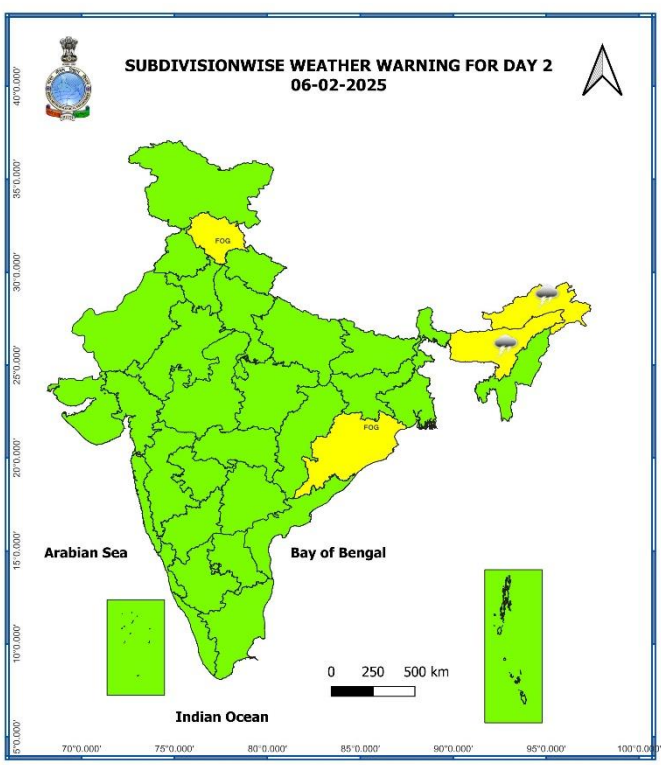 SUBDIVISIONWISE WEATHER WARNING FOR DAY 2
06-02-2025
40°0.000'
35°0.000'
FOG
30°0.000'
25°0.000'
FOG
20°0.000'
15°0.000'
Arabian Sea
Bay of Bengal
10°0.000'
0 250 500 km
Indian Ocean
5°0.000'
70°0.000' 75°0.000' 80°0.000' 85°0.000' 90°0.000' 95°0.000' 100°0.000'